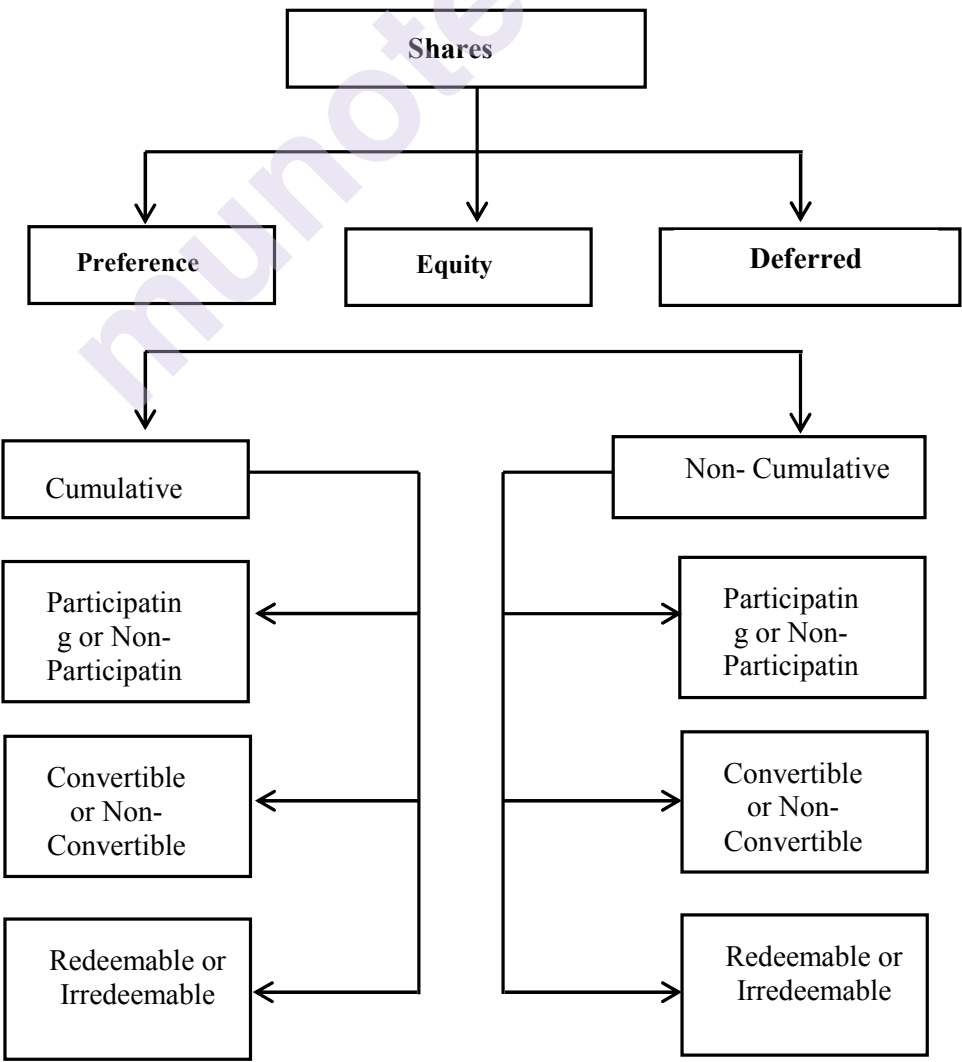 Shares
Preference
Equity
Deferred
Cumulative
Non- Cumulative
Participatin
g or Non-
Participatin
Participatin
g or Non-
Participatin
Convertible
or Non-
Convertible
Convertible
or Non-
Convertible
Redeemable or
Irredeemable
Redeemable or
Irredeemable
munote